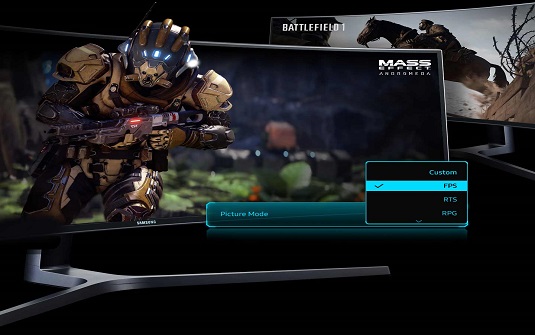 BATTLEFIELD 1
MASS
EFFECT
ANDROMEDA
Custom
FPS
RTS
RPG
Picture Mode
SAMSUNG